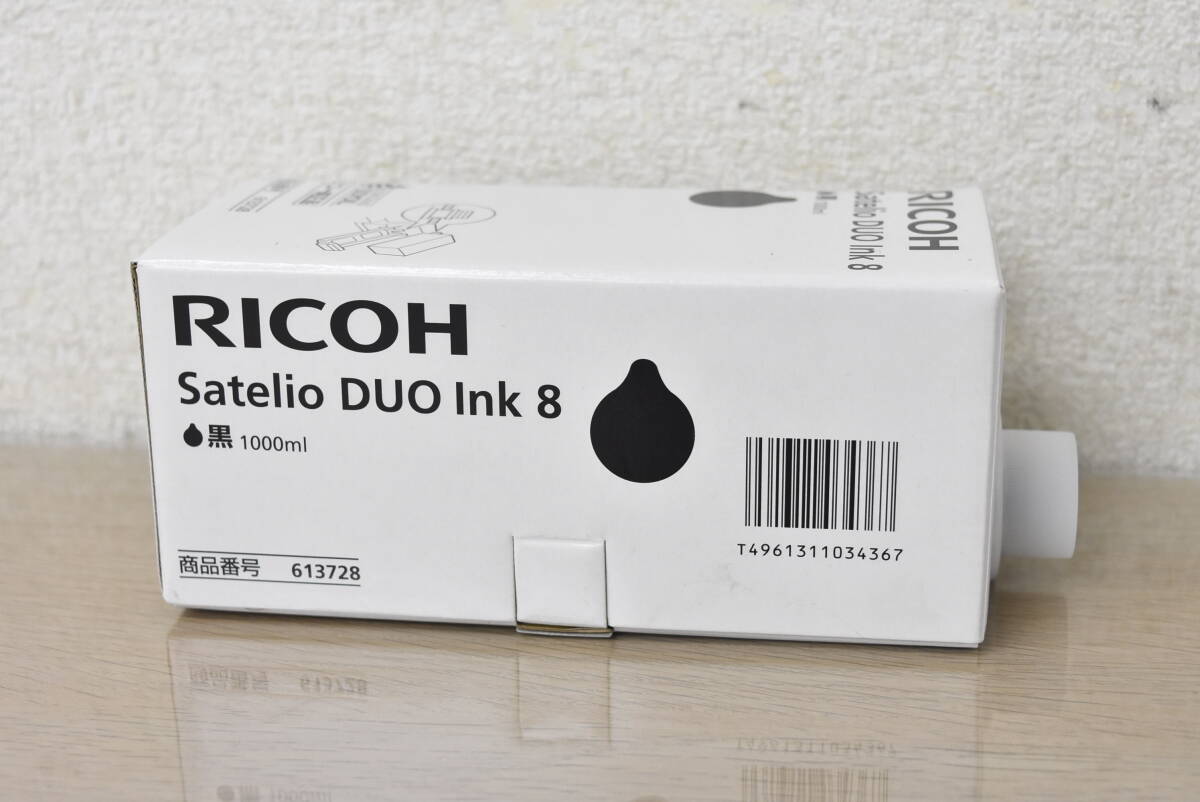 RICOH
Satelio DUO Ink 8
黒 1000ml
商品番号 613728
T4961311034367
RICOH
Satelio DUO Ink 8